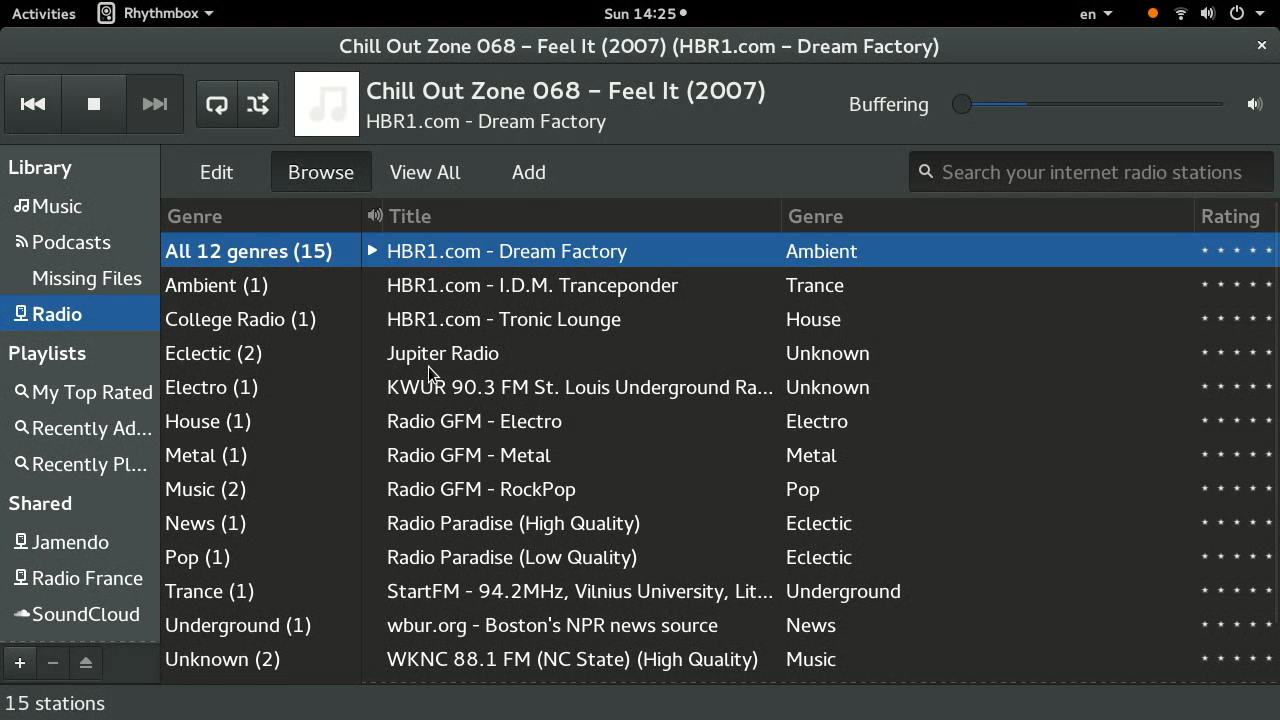 Activities Rhythmbox Sun 14:25 en
Chill Out Zone 068 – Feel It (2007) (HBR1.com – Dream Factory)
Chill Out Zone 068 – Feel It (2007)
HBR1.com - Dream Factory
Buffering
Library
Music
Podcasts
Missing Files
Radio
Playlists
My Top Rated
Recently Ad...
Recently Pl...
Shared
Jamendo
Radio France
SoundCloud
Edit Browse View All Add Search your internet radio stations
Genre
All 12 genres (15)
Ambient (1)
College Radio (1)
Eclectic (2)
Electro (1)
House (1)
Metal (1)
Music (2)
News (1)
Pop (1)
Trance (1)
Underground (1)
Unknown (2)
Title Genre Rating
HBR1.com - Dream Factory Ambient
HBR1.com - I.D.M. Tranceponder Trance
HBR1.com - Tronic Lounge House
Jupiter Radio Unknown
KWUR 90.3 FM St. Louis Underground Ra... Unknown
Radio GFM - Electro Electro
Radio GFM - Metal Metal
Radio GFM - RockPop Pop
Radio Paradise (High Quality) Eclectic
Radio Paradise (Low Quality) Eclectic
StartFM - 94.2MHz, Vilnius University, Lit... Underground
wbur.org - Boston's NPR news source News
WKNC 88.1 FM (NC State) (High Quality) Music
15 stations